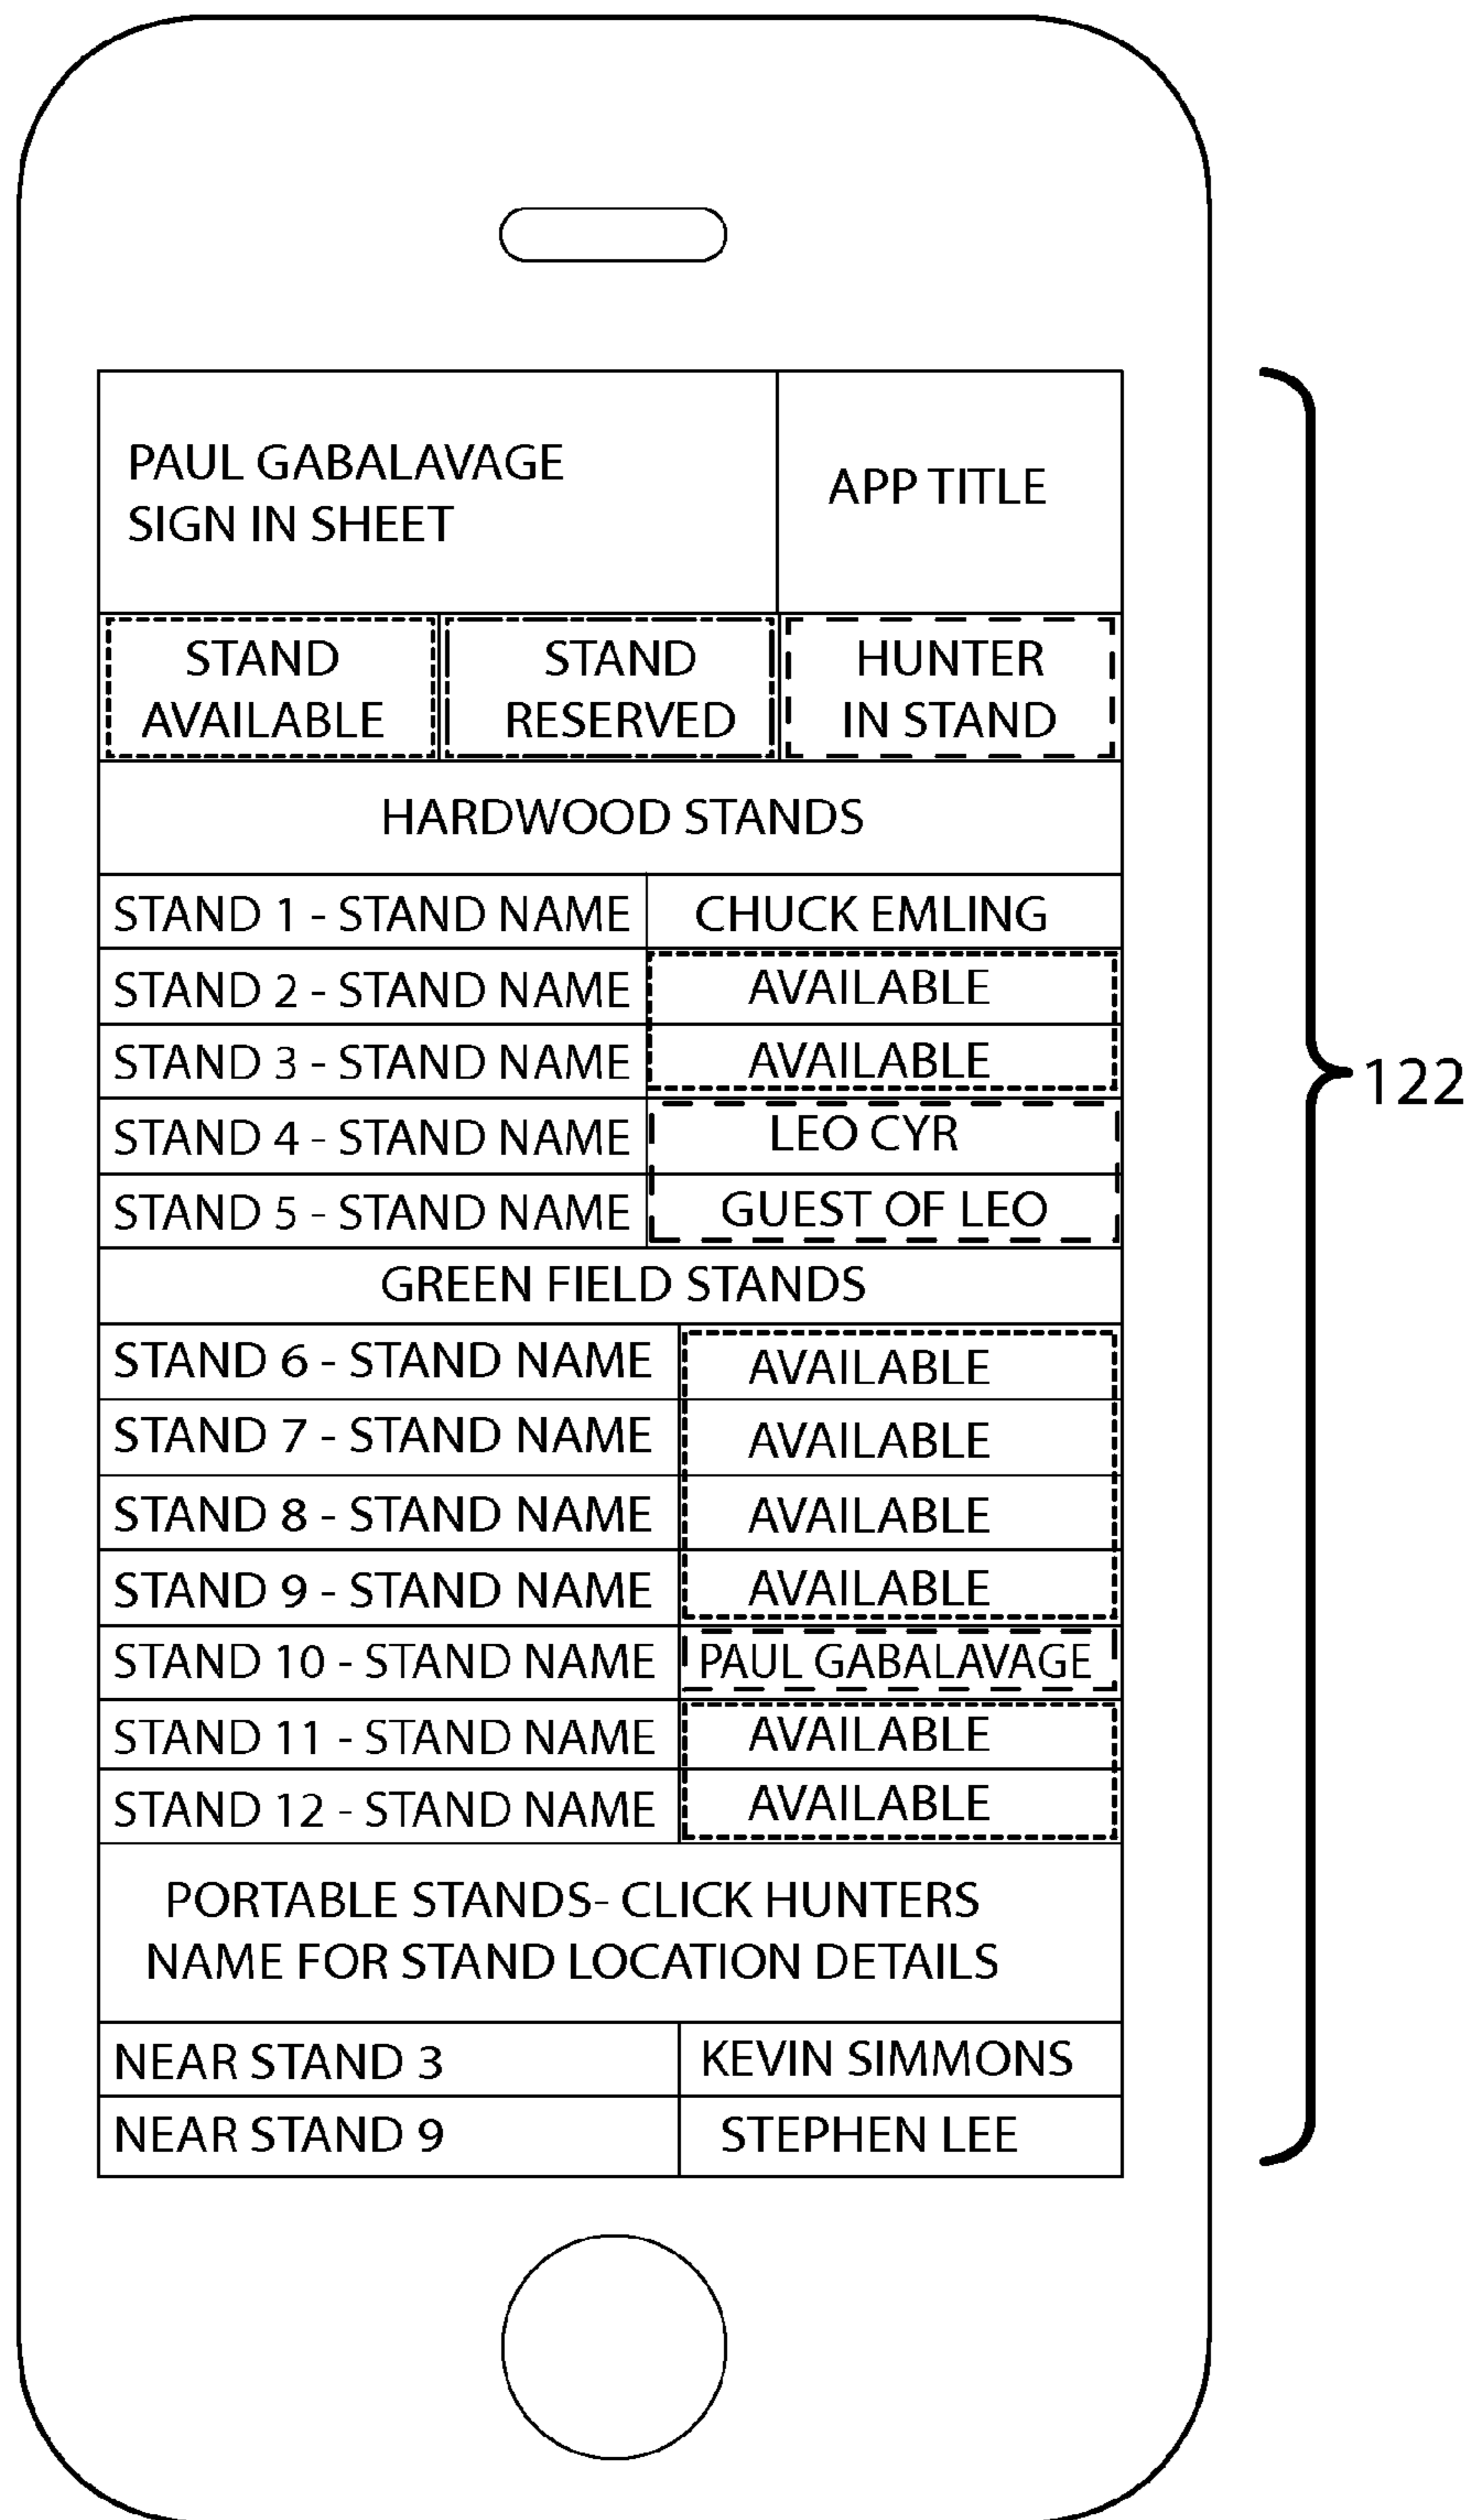 PAUL GABALAVAGE
SIGN IN SHEET
APP TITLE
STAND
AVAILABLE
STAND
RESERVED
HUNTER
IN STAND
HARDWOOD STANDS
STAND 1 - STAND NAME CHUCK EMLING
STAND 2 - STAND NAME AVAILABLE
STAND 3 - STAND NAME AVAILABLE
STAND 4 - STAND NAME LEO CYR
STAND 5 - STAND NAME GUEST OF LEO
GREEN FIELD STANDS
STAND 6 - STAND NAME AVAILABLE
STAND 7 - STAND NAME AVAILABLE
STAND 8 - STAND NAME AVAILABLE
STAND 9 - STAND NAME AVAILABLE
STAND 10 - STAND NAME PAUL GABALAVAGE
STAND 11 - STAND NAME AVAILABLE
STAND 12 - STAND NAME AVAILABLE
PORTABLE STANDS- CLICK HUNTERS
NAME FOR STAND LOCATION DETAILS
NEAR STAND 3 KEVIN SIMMONS
NEAR STAND 9 STEPHEN LEE
122